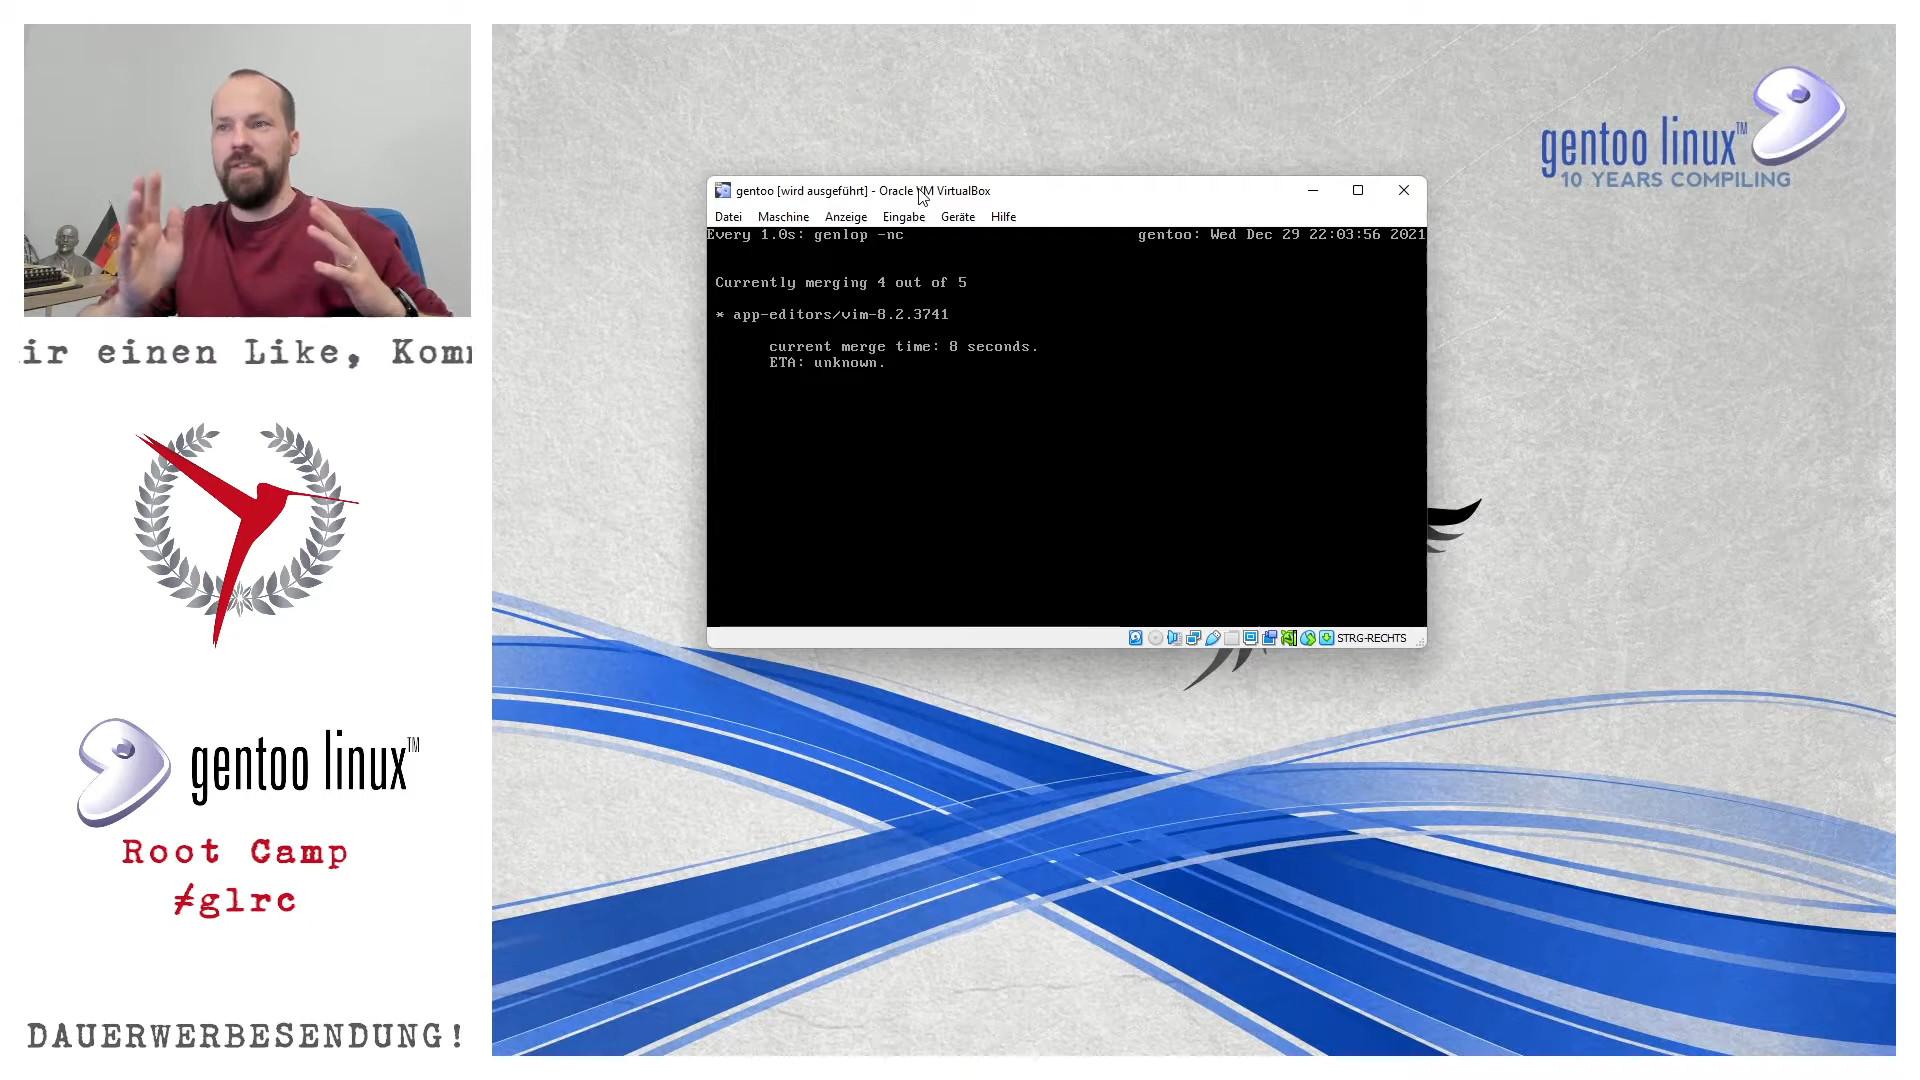 ir einen Like, Kom
gentoo linux™
Root Camp
#glrc
DAUERWERBESENDUNG!
gentoo linux™
10 YEARS COMPILING
gentoo [wird ausgeführt] - Oracle VM VirtualBox
Datei Maschine Anzeige Eingabe Geräte Hilfe
Every 1.0s: genlop -nc gentoo: Wed Dec 29 22:03:56 2021
Currently merging 4 out of 5
* app-editors/vim-8.2.3741
current merge time: 8 seconds.
ETA: unknown.
STRG-RECHTS